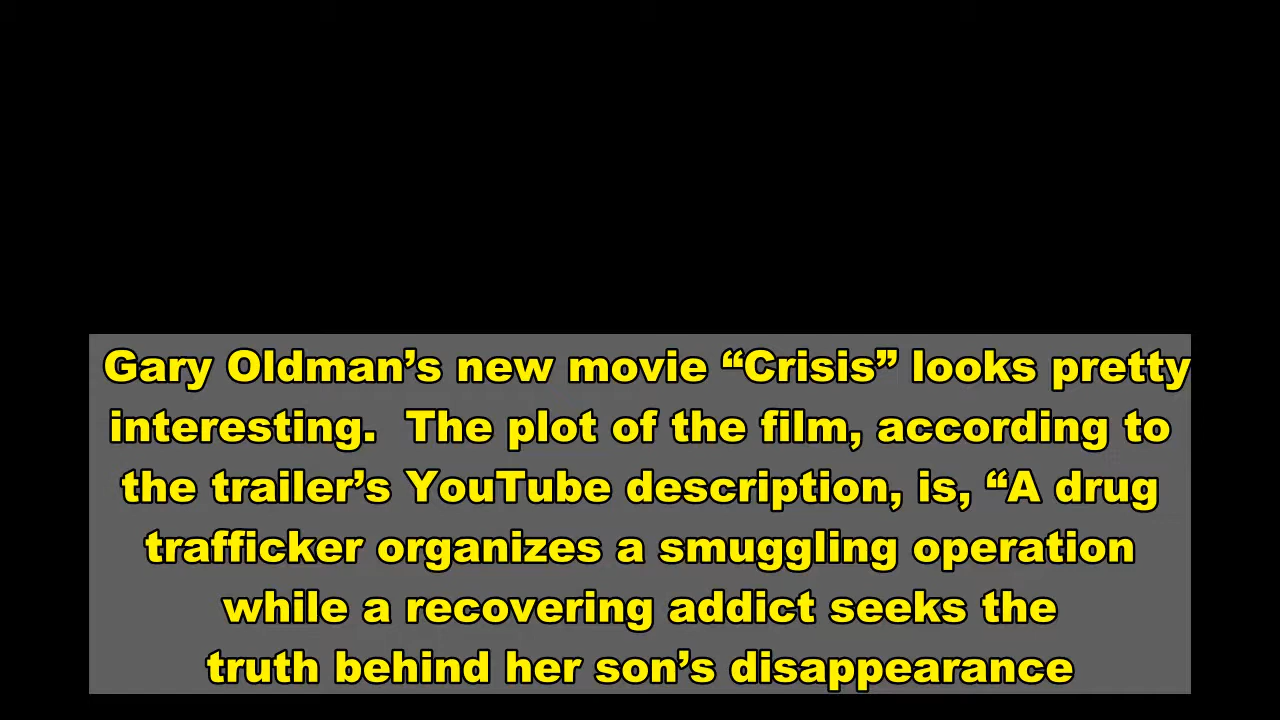 Gary Oldman’s new movie “Crisis” looks pretty
interesting.  The plot of the film, according to
the trailer’s YouTube description, is, “A drug
trafficker organizes a smuggling operation
while a recovering addict seeks the
truth behind her son’s disappearance